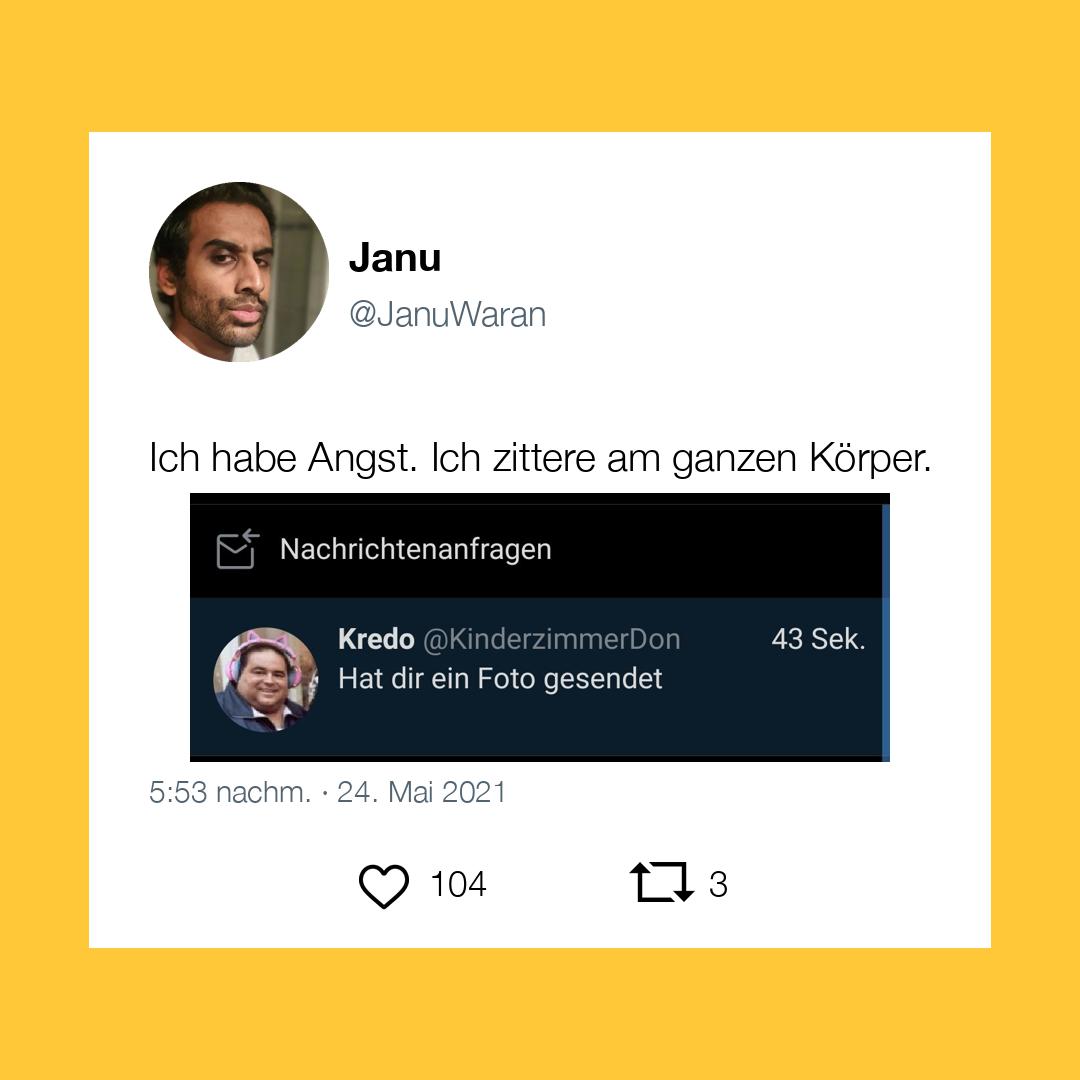 Janu
@JanuWaran
Ich habe Angst. Ich zittere am ganzen Körper.
Nachrichtenanfragen
Kredo @KinderzimmerDon 43 Sek.
Hat dir ein Foto gesendet
5:53 nachm. · 24. Mai 2021
104 3